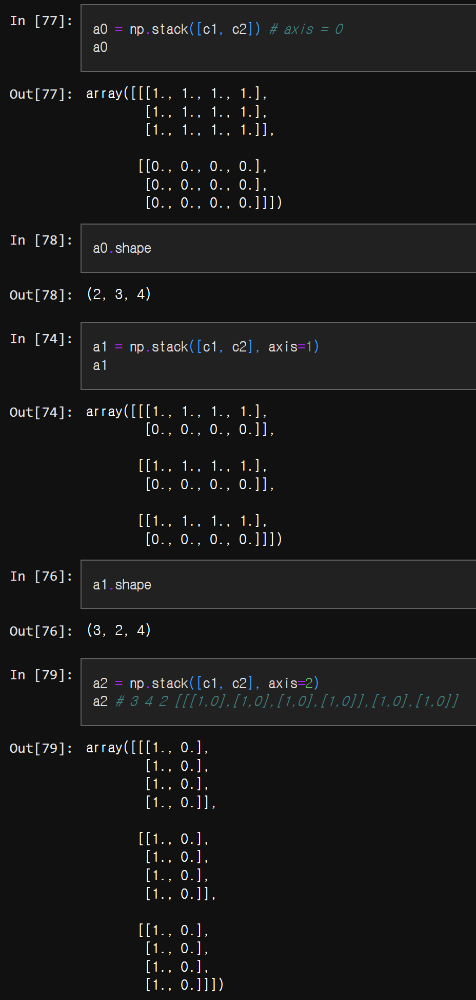 In [77]:
a0 = np.stack([c1, c2]) # axis = 0
a0
Out[77]: array([[[1., 1., 1., 1.],
[1., 1., 1., 1.],
[1., 1., 1., 1.]],
[[0., 0., 0., 0.],
[0., 0., 0., 0.],
[0., 0., 0., 0.]]])
In [78]:
a0.shape
Out[78]: (2, 3, 4)
In [74]:
a1 = np.stack([c1, c2], axis=1)
a1
Out[74]: array([[[1., 1., 1., 1.],
[0., 0., 0., 0.]],
[[1., 1., 1., 1.],
[0., 0., 0., 0.]],
[[1., 1., 1., 1.],
[0., 0., 0., 0.]]])
In [76]:
a1.shape
Out[76]: (3, 2, 4)
In [79]:
a2 = np.stack([c1, c2], axis=2)
a2 # 3 4 2 [[[1,0],[1,0],[1,0],[1,0]],[1,0],[1,0]]
Out[79]: array([[[1., 0.],
[1., 0.],
[1., 0.],
[1., 0.]],
[[1., 0.],
[1., 0.],
[1., 0.],
[1., 0.]],
[[1., 0.],
[1., 0.],
[1., 0.],
[1., 0.]]])